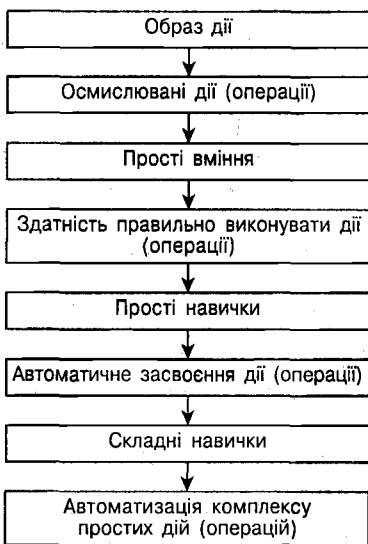 Образ дії
Осмислювані дії (операції)
Прості вміння
Здатність правильно виконувати дії
(операції)
Прості навички
Автоматичне засвоєння дії (операції)
Складні навички
Автоматизація комплексу
простих дій (операцій)